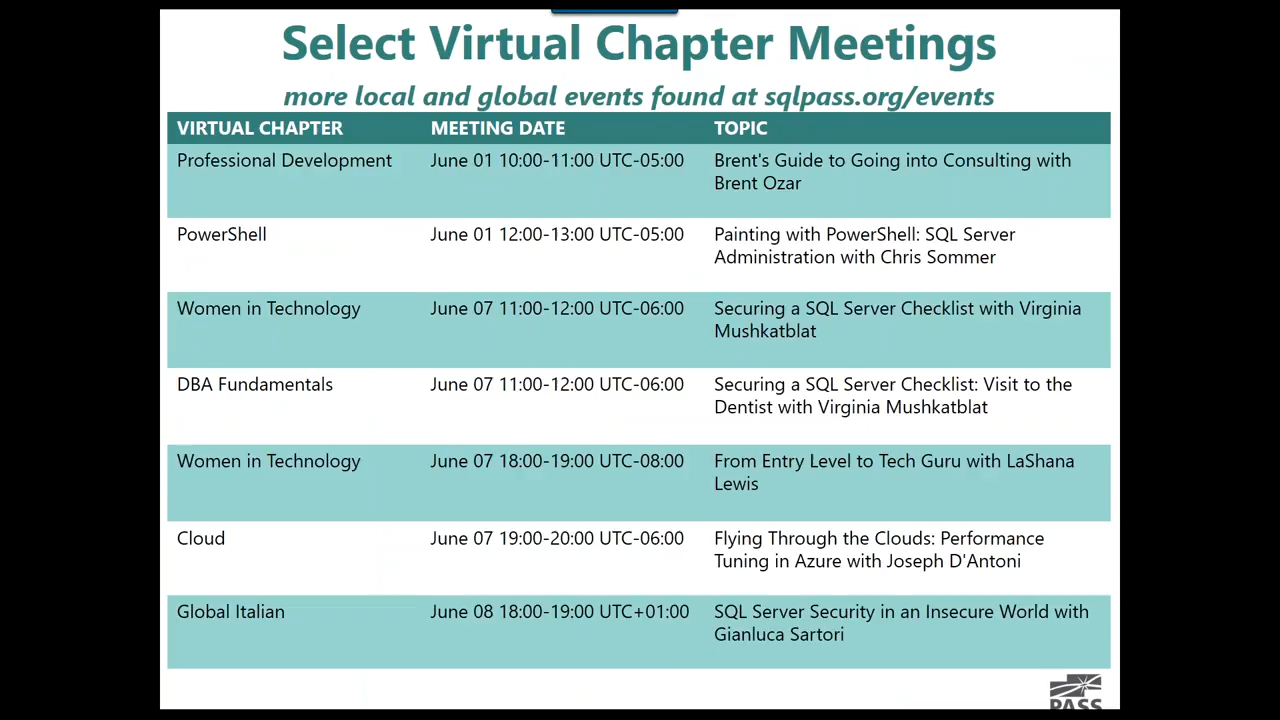 Select Virtual Chapter Meetings
more local and global events found at sqlpass.org/events
VIRTUAL CHAPTER MEETING DATE TOPIC
Professional Development June 01 10:00-11:00 UTC-05:00 Brent's Guide to Going into Consulting with
Brent Ozar
PowerShell June 01 12:00-13:00 UTC-05:00 Painting with PowerShell: SQL Server
Administration with Chris Sommer
Women in Technology June 07 11:00-12:00 UTC-06:00 Securing a SQL Server Checklist with Virginia
Mushkatblat
DBA Fundamentals June 07 11:00-12:00 UTC-06:00 Securing a SQL Server Checklist: Visit to the
Dentist with Virginia Mushkatblat
Women in Technology June 07 18:00-19:00 UTC-08:00 From Entry Level to Tech Guru with LaShana
Lewis
Cloud June 07 19:00-20:00 UTC-06:00 Flying Through the Clouds: Performance
Tuning in Azure with Joseph D'Antoni
Global Italian June 08 18:00-19:00 UTC+01:00 SQL Server Security in an Insecure World with
Gianluca Sartori
PASS